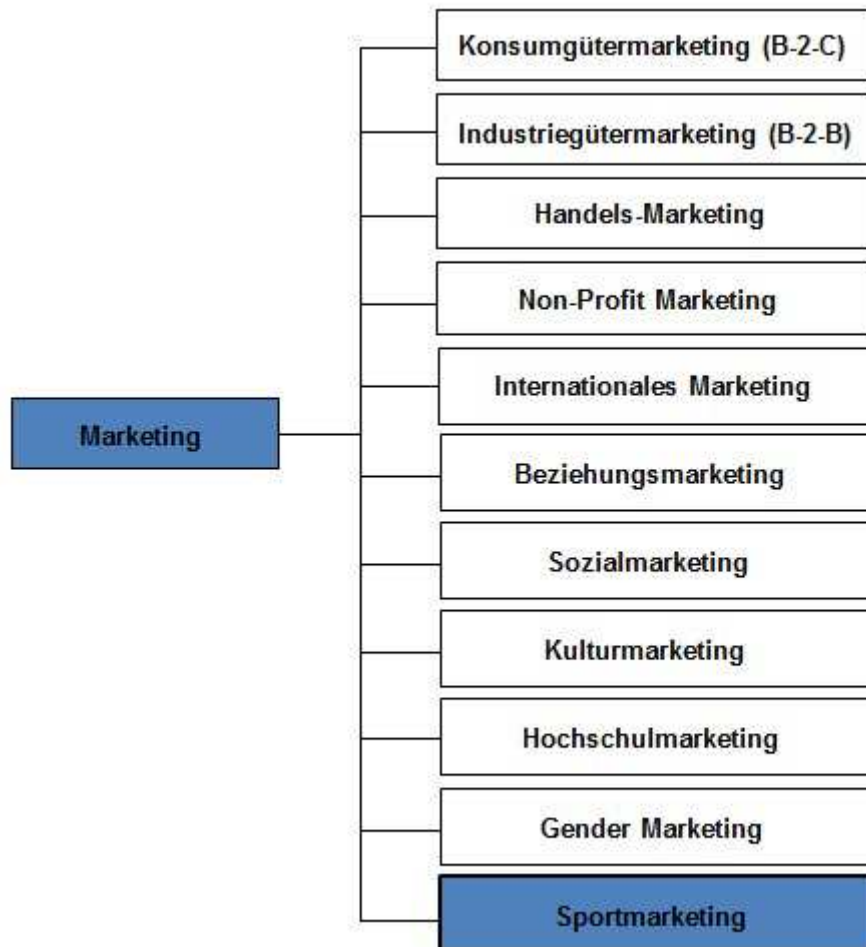 Konsumgütermarketing (B-2-C)
Industriegütermarketing (B-2-B)
Handels-Marketing
Non-Profit Marketing
Internationales Marketing
Marketing
Beziehungsmarketing
Sozialmarketing
Kulturmarketing
Hochschulmarketing
Gender Marketing
Sportmarketing